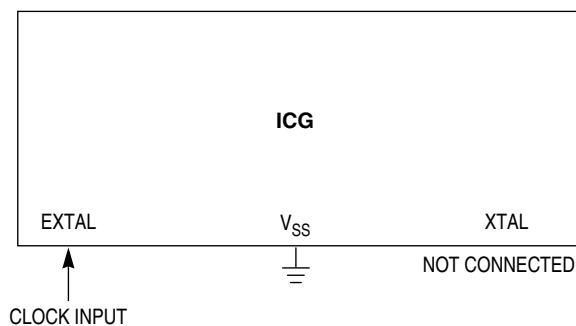 ICG
EXTAL
VSS
XTAL
NOT CONNECTED
CLOCK INPUT